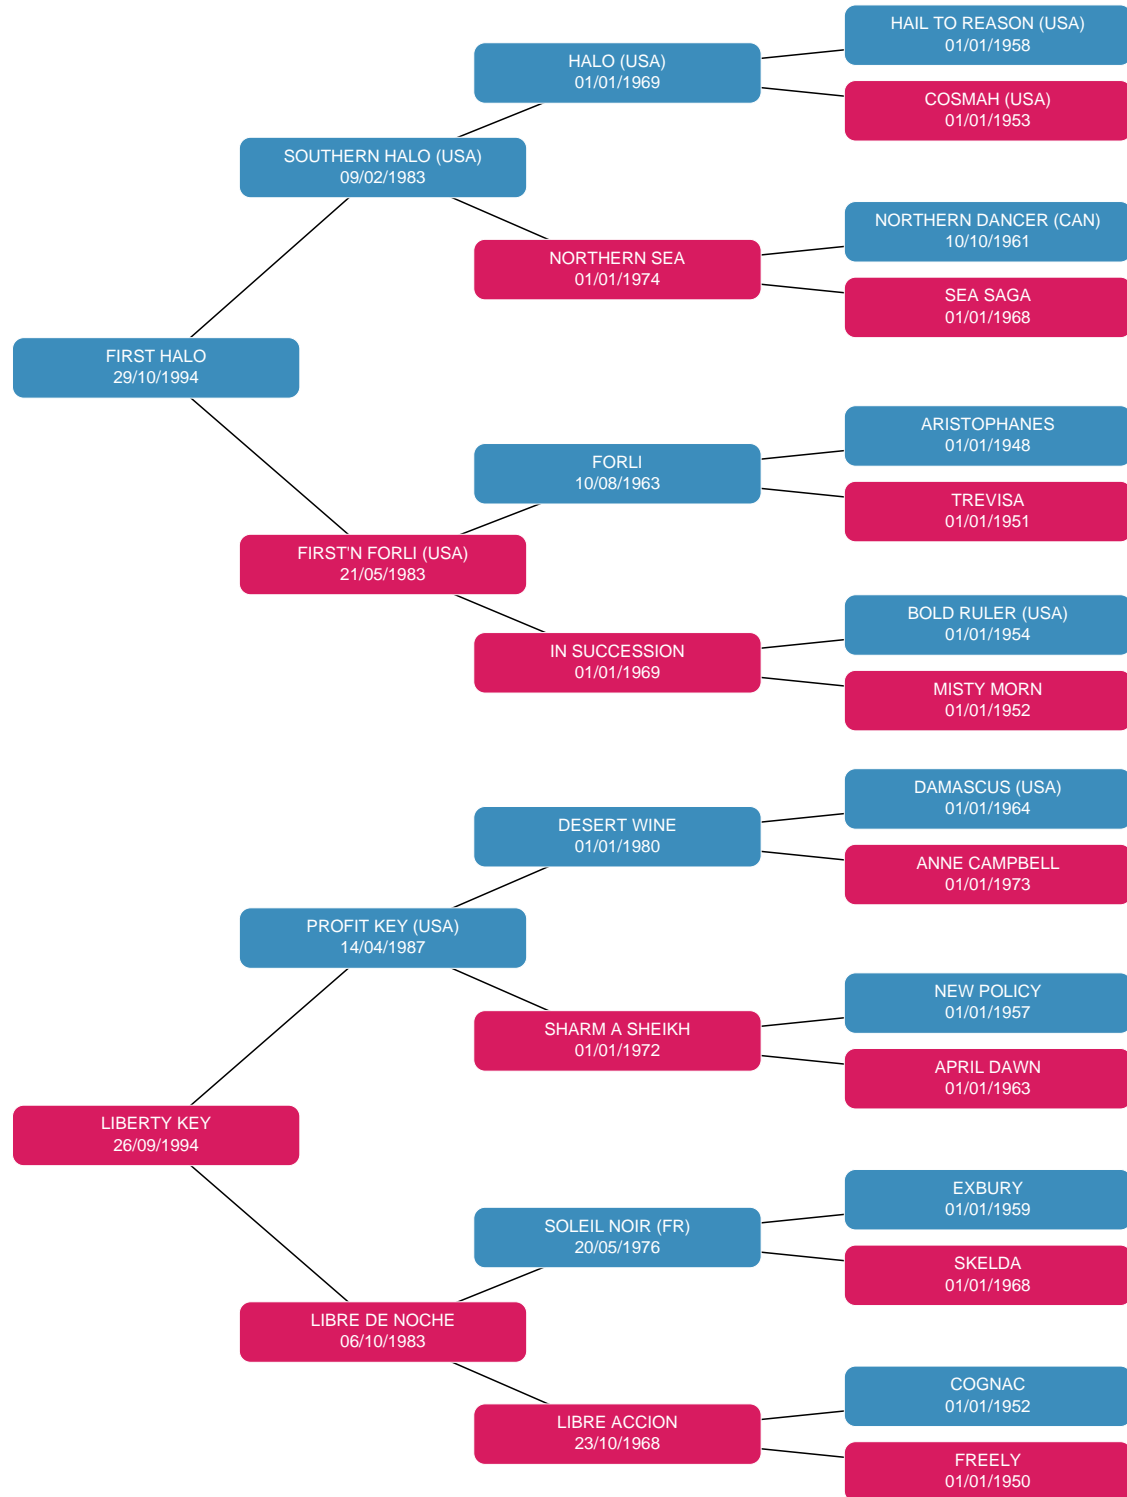 HAIL TO REASON (USA)
01/01/1958
HALO (USA)
01/01/1969
COSMAH (USA)
01/01/1953
SOUTHERN HALO (USA)
09/02/1983
NORTHERN DANCER (CAN)
10/10/1961
NORTHERN SEA
01/01/1974
SEA SAGA
01/01/1968
FIRST HALO
29/10/1994
ARISTOPHANES
01/01/1948
FORLI
10/08/1963
TREVISA
01/01/1951
FIRST'N FORLI (USA)
21/05/1983
BOLD RULER (USA)
01/01/1954
IN SUCCESSION
01/01/1969
MISTY MORN
01/01/1952
DAMASCUS (USA)
01/01/1964
DESERT WINE
01/01/1980
ANNE CAMPBELL
01/01/1973
PROFIT KEY (USA)
14/04/1987
NEW POLICY
01/01/1957
SHARM A SHEIKH
01/01/1972
APRIL DAWN
01/01/1963
LIBERTY KEY
26/09/1994
EXBURY
01/01/1959
SOLEIL NOIR (FR)
20/05/1976
SKELDA
01/01/1968
LIBRE DE NOCHE
06/10/1983
COGNAC
01/01/1952
LIBRE ACCION
23/10/1968
FREELY
01/01/1950